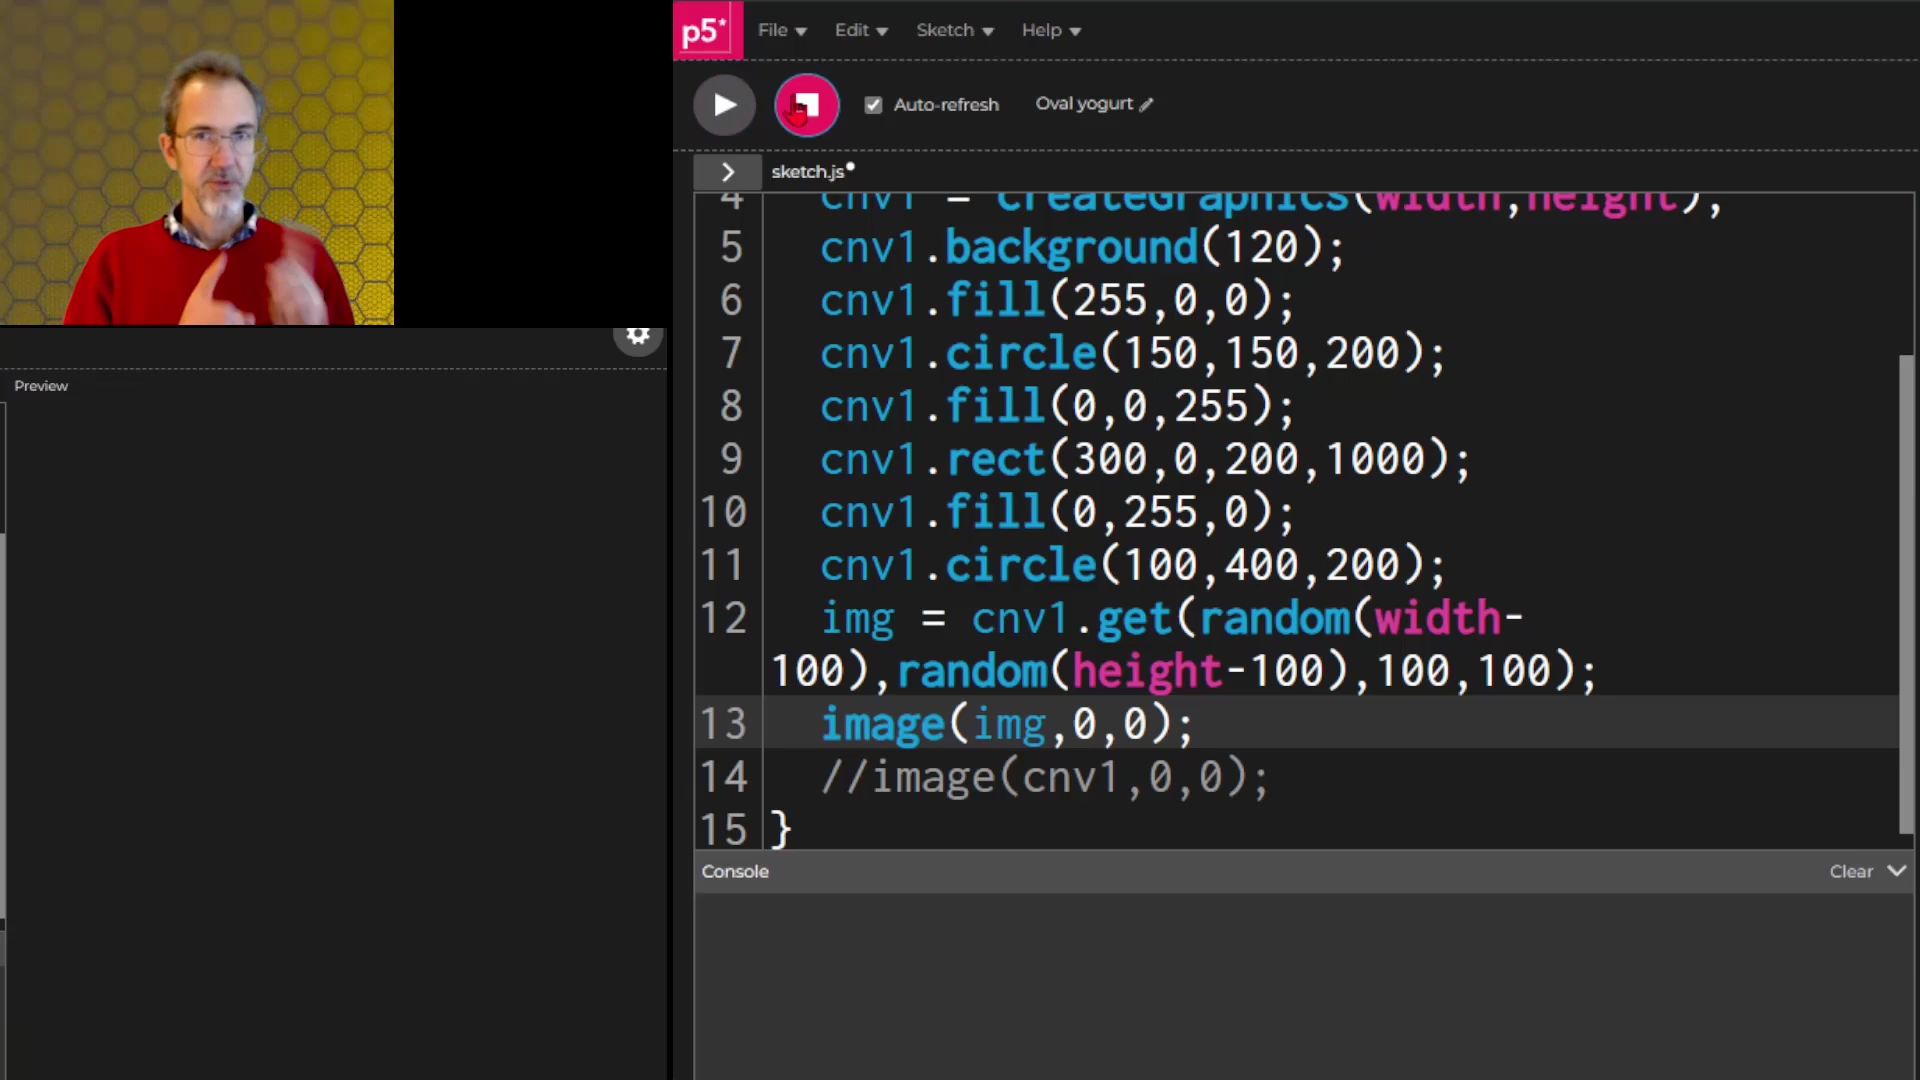 p5*
File
Edit
Sketch
Help
Auto-refresh
Oval yogurt
sketch.js
Preview
4 cnv1 = createGraphics(width,height);
5 cnv1.background(120);
6 cnv1.fill(255,0,0);
7 cnv1.circle(150,150,200);
8 cnv1.fill(0,0,255);
9 cnv1.rect(300,0,200,1000);
10 cnv1.fill(0,255,0);
11 cnv1.circle(100,400,200);
12 img = cnv1.get(random(width-
100),random(height-100),100,100);
13 image(img,0,0);
14 //image(cnv1,0,0);
15 }
Console
Clear